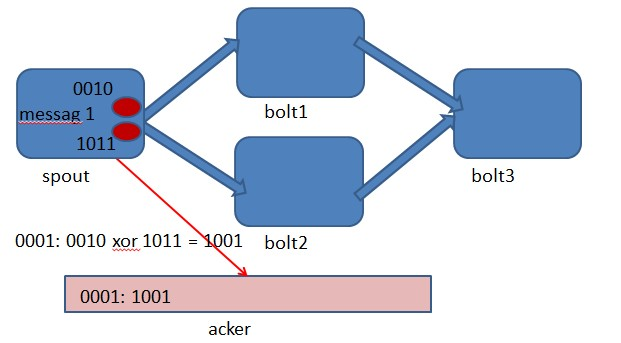 0010
messag 1
1011
spout
bolt1
bolt3
0001: 0010 xor 1011 = 1001
bolt2
0001: 1001
acker